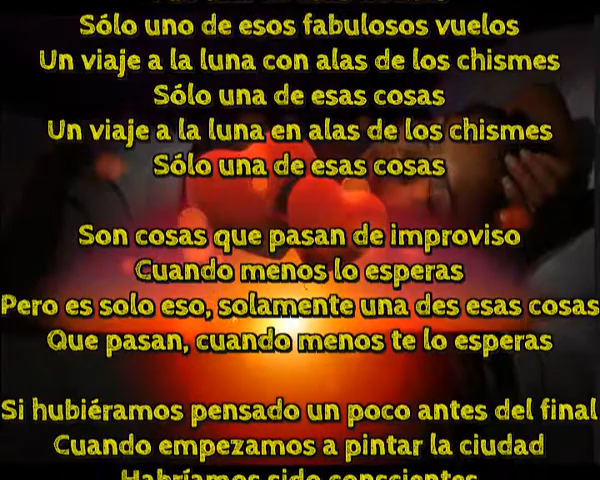 Sólo uno de esos fabulosos vuelos
Un viaje a la luna con alas de los chismes
Sólo una de esas cosas
Un viaje a la luna en alas de los chismes
Sólo una de esas cosas
Son cosas que pasan de improviso
Cuando menos lo esperas
Pero es solo eso, solamente una des esas cosas
Que pasan, cuando menos te lo esperas
Si hubiéramos pensado un poco antes del final
Cuando empezamos a pintar la ciudad
Habríamos sido conscientes